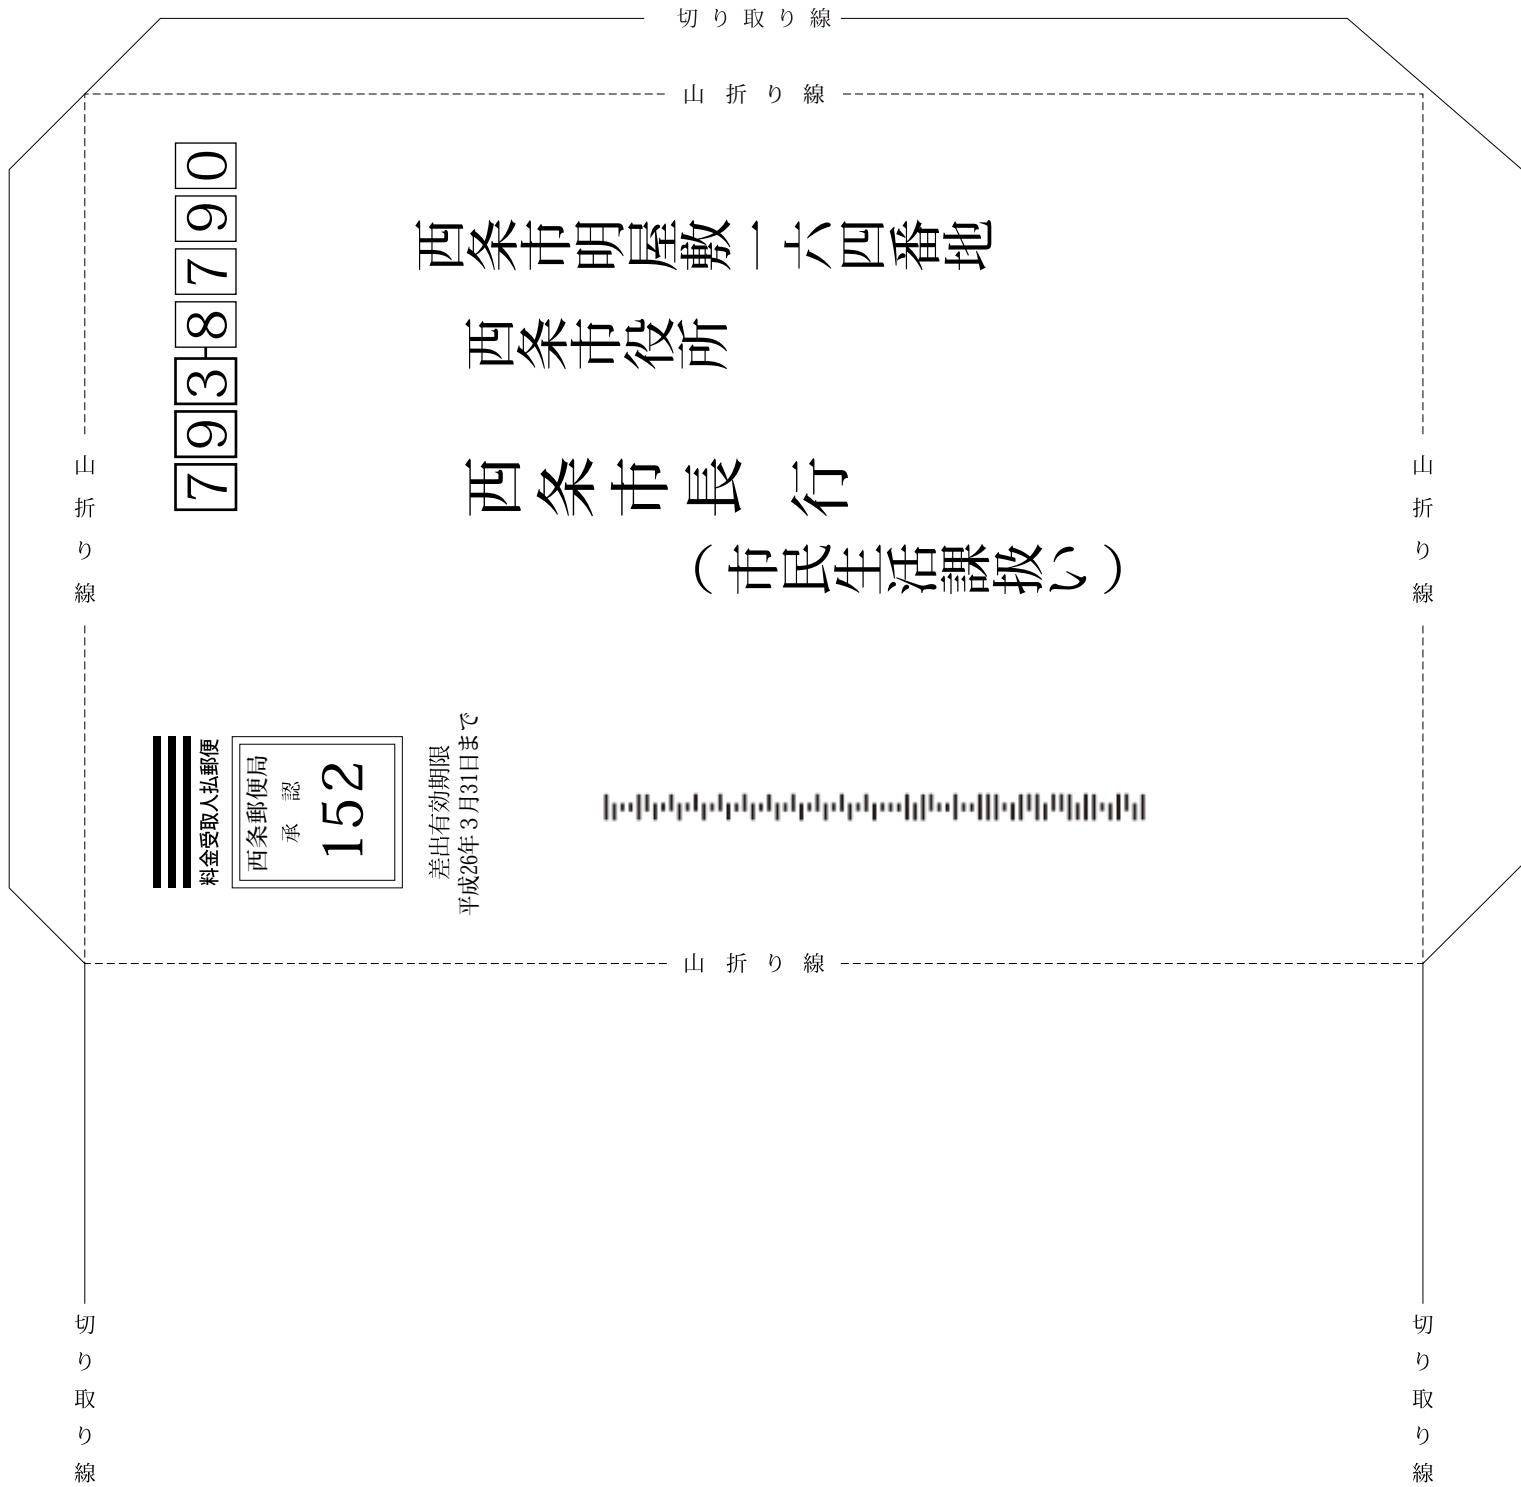 切り取り線
山折り線
793-8790
西条市明屋敷一六四番地
西条市役所
西条市長 行
（市民生活課扱い）
料金受取人払郵便
西条郵便局
承認
152
差出有効期限
平成26年3月31日まで
山折り線
山折り線
山折り線
切り取り線
切り取り線